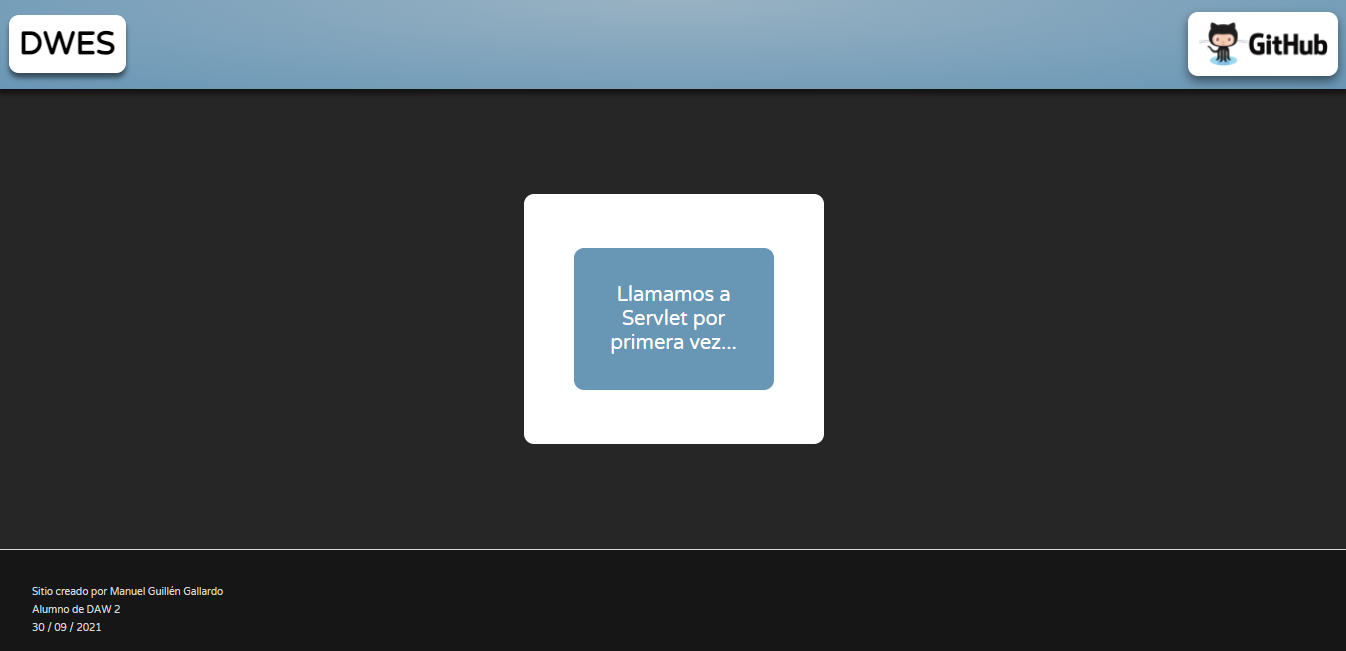 DWES
GitHub
Llamamos a
Servlet por
primera vez...
Sitio creado por Manuel Guillén Gallardo
Alumno de DAW 2
30 / 09 / 2021